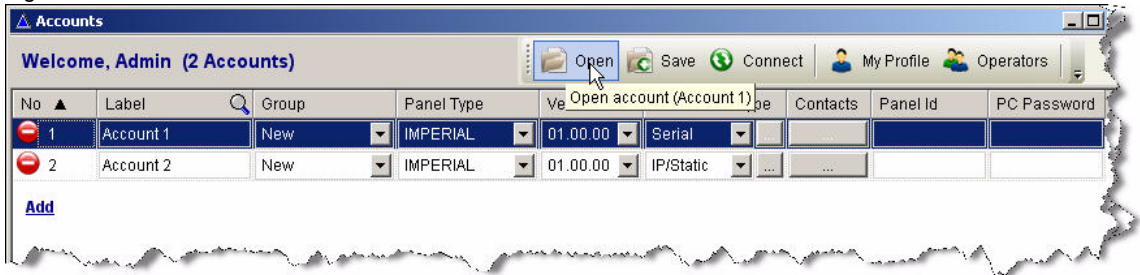 Accounts
Welcome, Admin (2 Accounts)
Open Save Connect My Profile Operators
Open account (Account 1)
No Label Group Panel Type Ve pe Contacts Panel Id PC Password
1 Account 1 New IMPERIAL 01.00.00 Serial ... ...
2 Account 2 New IMPERIAL 01.00.00 IP/Static ... ...
Add